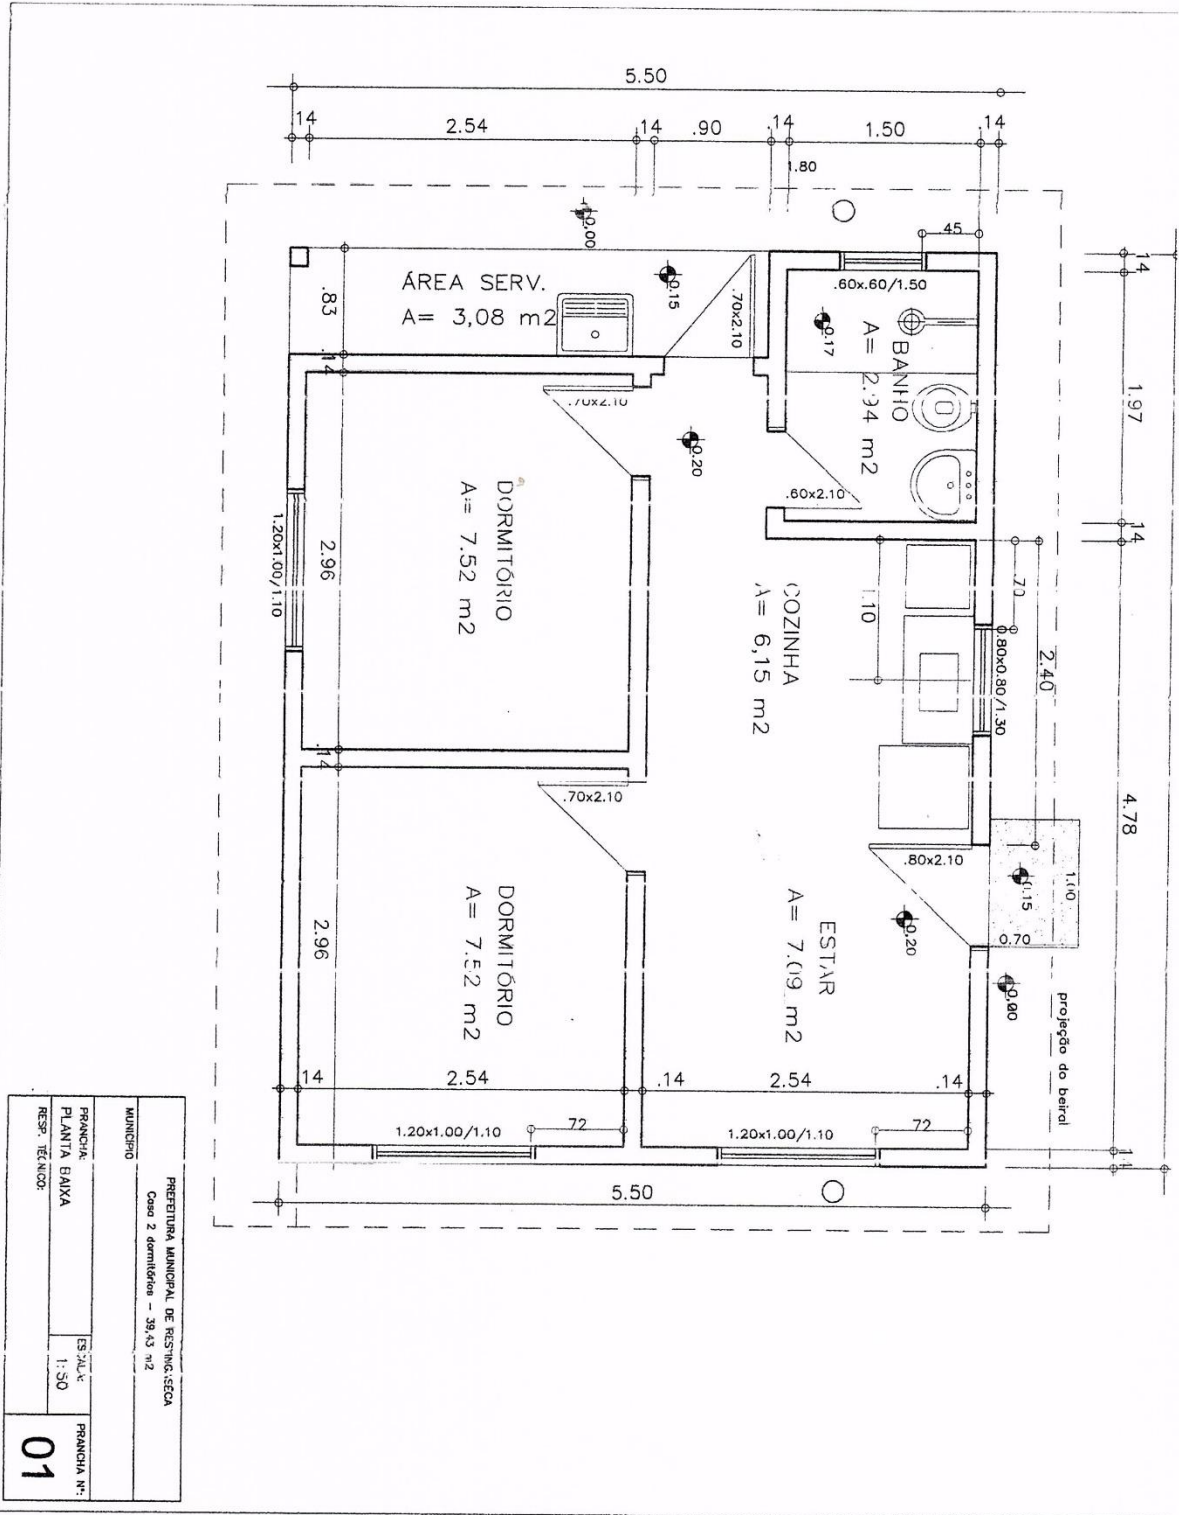 5.50
.14
2.54
.14
.90
.14
1.50
.14
1.80
0.00
.45
ÁREA SERV.
A= 3,08 m2
.83
.14
0.15
.70x2.10
.60x.60/1.50
0.17
BANHO
A= 2.94 m2
14
1.97
14
4.78
.70x2.10
0.20
.60x2.10
DORMITÓRIO
A= 7.52 m2
2.96
1.20x1.00/1.10
COZINHA
A= 6,15 m2
1.10
.70
2.40
0.80x0.80/1.30
.14
.70x2.10
.80x2.10
0.15
1.00
0.70
0.20
0.00
projeção do beiral
DORMITÓRIO
A= 7.52 m2
2.96
ESTAR
A= 7.09 m2
14
2.54
.14
2.54
.14
1.20x1.00/1.10
72
1.20x1.00/1.10
72
5.50
PREFEITURA MUNICIPAL DE RESTINGA SECA
Casa 2 dormitórios - 39,43 m2
MUNICÍPIO
PRANCHA:
PLANTA BAIXA
ESCALA:
1:50
PRANCHA Nº:
01
RESP. TÉCNICO: